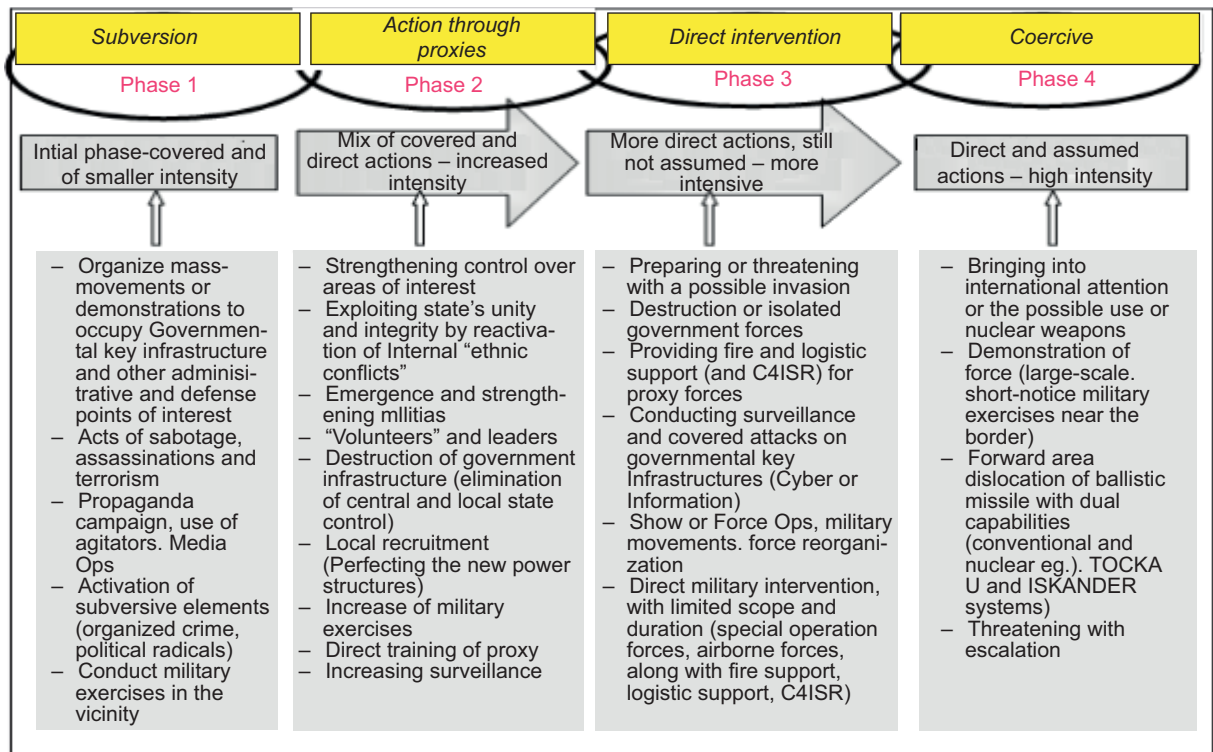 Subversion
Phase 1
Intial phase-covered and
of smaller intensity
– Organize mass-
movements or
demonstrations to
occupy Governmen-
tal key infrastructure
and other adminisi-
trative and defense
points of interest
– Acts of sabotage,
assassinations and
terrorism
– Propaganda
campaign, use of
agitators. Media
Ops
– Activation of
subversive elements
(organized crime,
political radicals)
– Conduct military
exercises in the
vicinity
Action through
proxies
Phase 2
Mix of covered and
direct actions – increased
intensity
– Strengthening control over
areas of interest
– Exploiting state’s unity
and integrity by reactiva-
tion of Internal “ethnic
conflicts”
– Emergence and strength-
ening mllitias
– “Volunteers” and leaders
– Destruction of government
infrastructure (elimination
of central and local state
control)
– Local recruitment
(Perfecting the new power
structures)
– Increase of military
exercises
– Direct training of proxy
– Increasing surveillance
Direct intervention
Phase 3
More direct actions, still
not assumed – more
intensive
– Preparing or threatening
with a possible invasion
– Destruction or isolated
government forces
– Providing fire and logistic
support (and C4ISR) for
proxy forces
– Conducting surveillance
and covered attacks on
governmental key
Infrastructures (Cyber or
Information)
– Show or Force Ops, military
movements. force reorgani-
zation
– Direct military intervention,
with limited scope and
duration (special operation
forces, airborne forces,
along with fire support,
logistic support, C4ISR)
Coercive
Phase 4
Direct and assumed
actions – high intensity
– Bringing into
international attention
or the possible use or
nuclear weapons
– Demonstration of
force (large-scale.
short-notice military
exercises near the
border)
– Forward area
dislocation of ballistic
missile with dual
capabilities
(conventional and
nuclear eg.). TOCKA
U and ISKANDER
systems)
– Threatening with
escalation